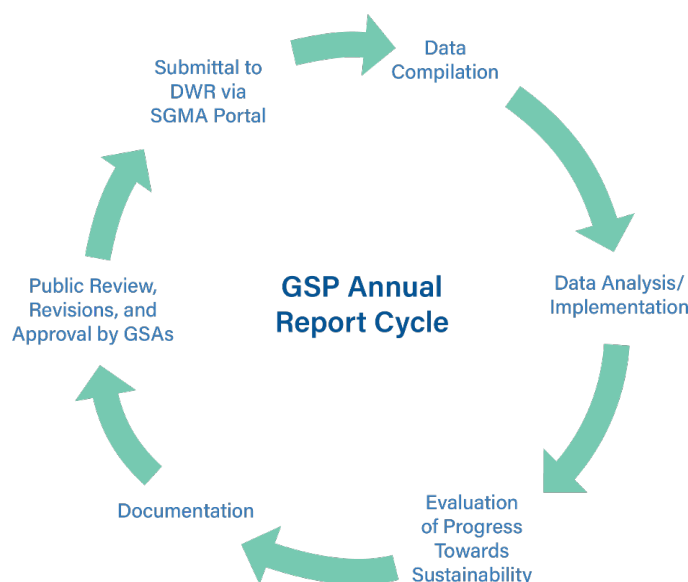 GSP Annual
Report Cycle
Data
Compilation
Data Analysis/
Implementation
Evaluation
of Progress
Towards
Sustainability
Documentation
Public Review,
Revisions, and
Approval by GSAs
Submittal to
DWR via
SGMA Portal